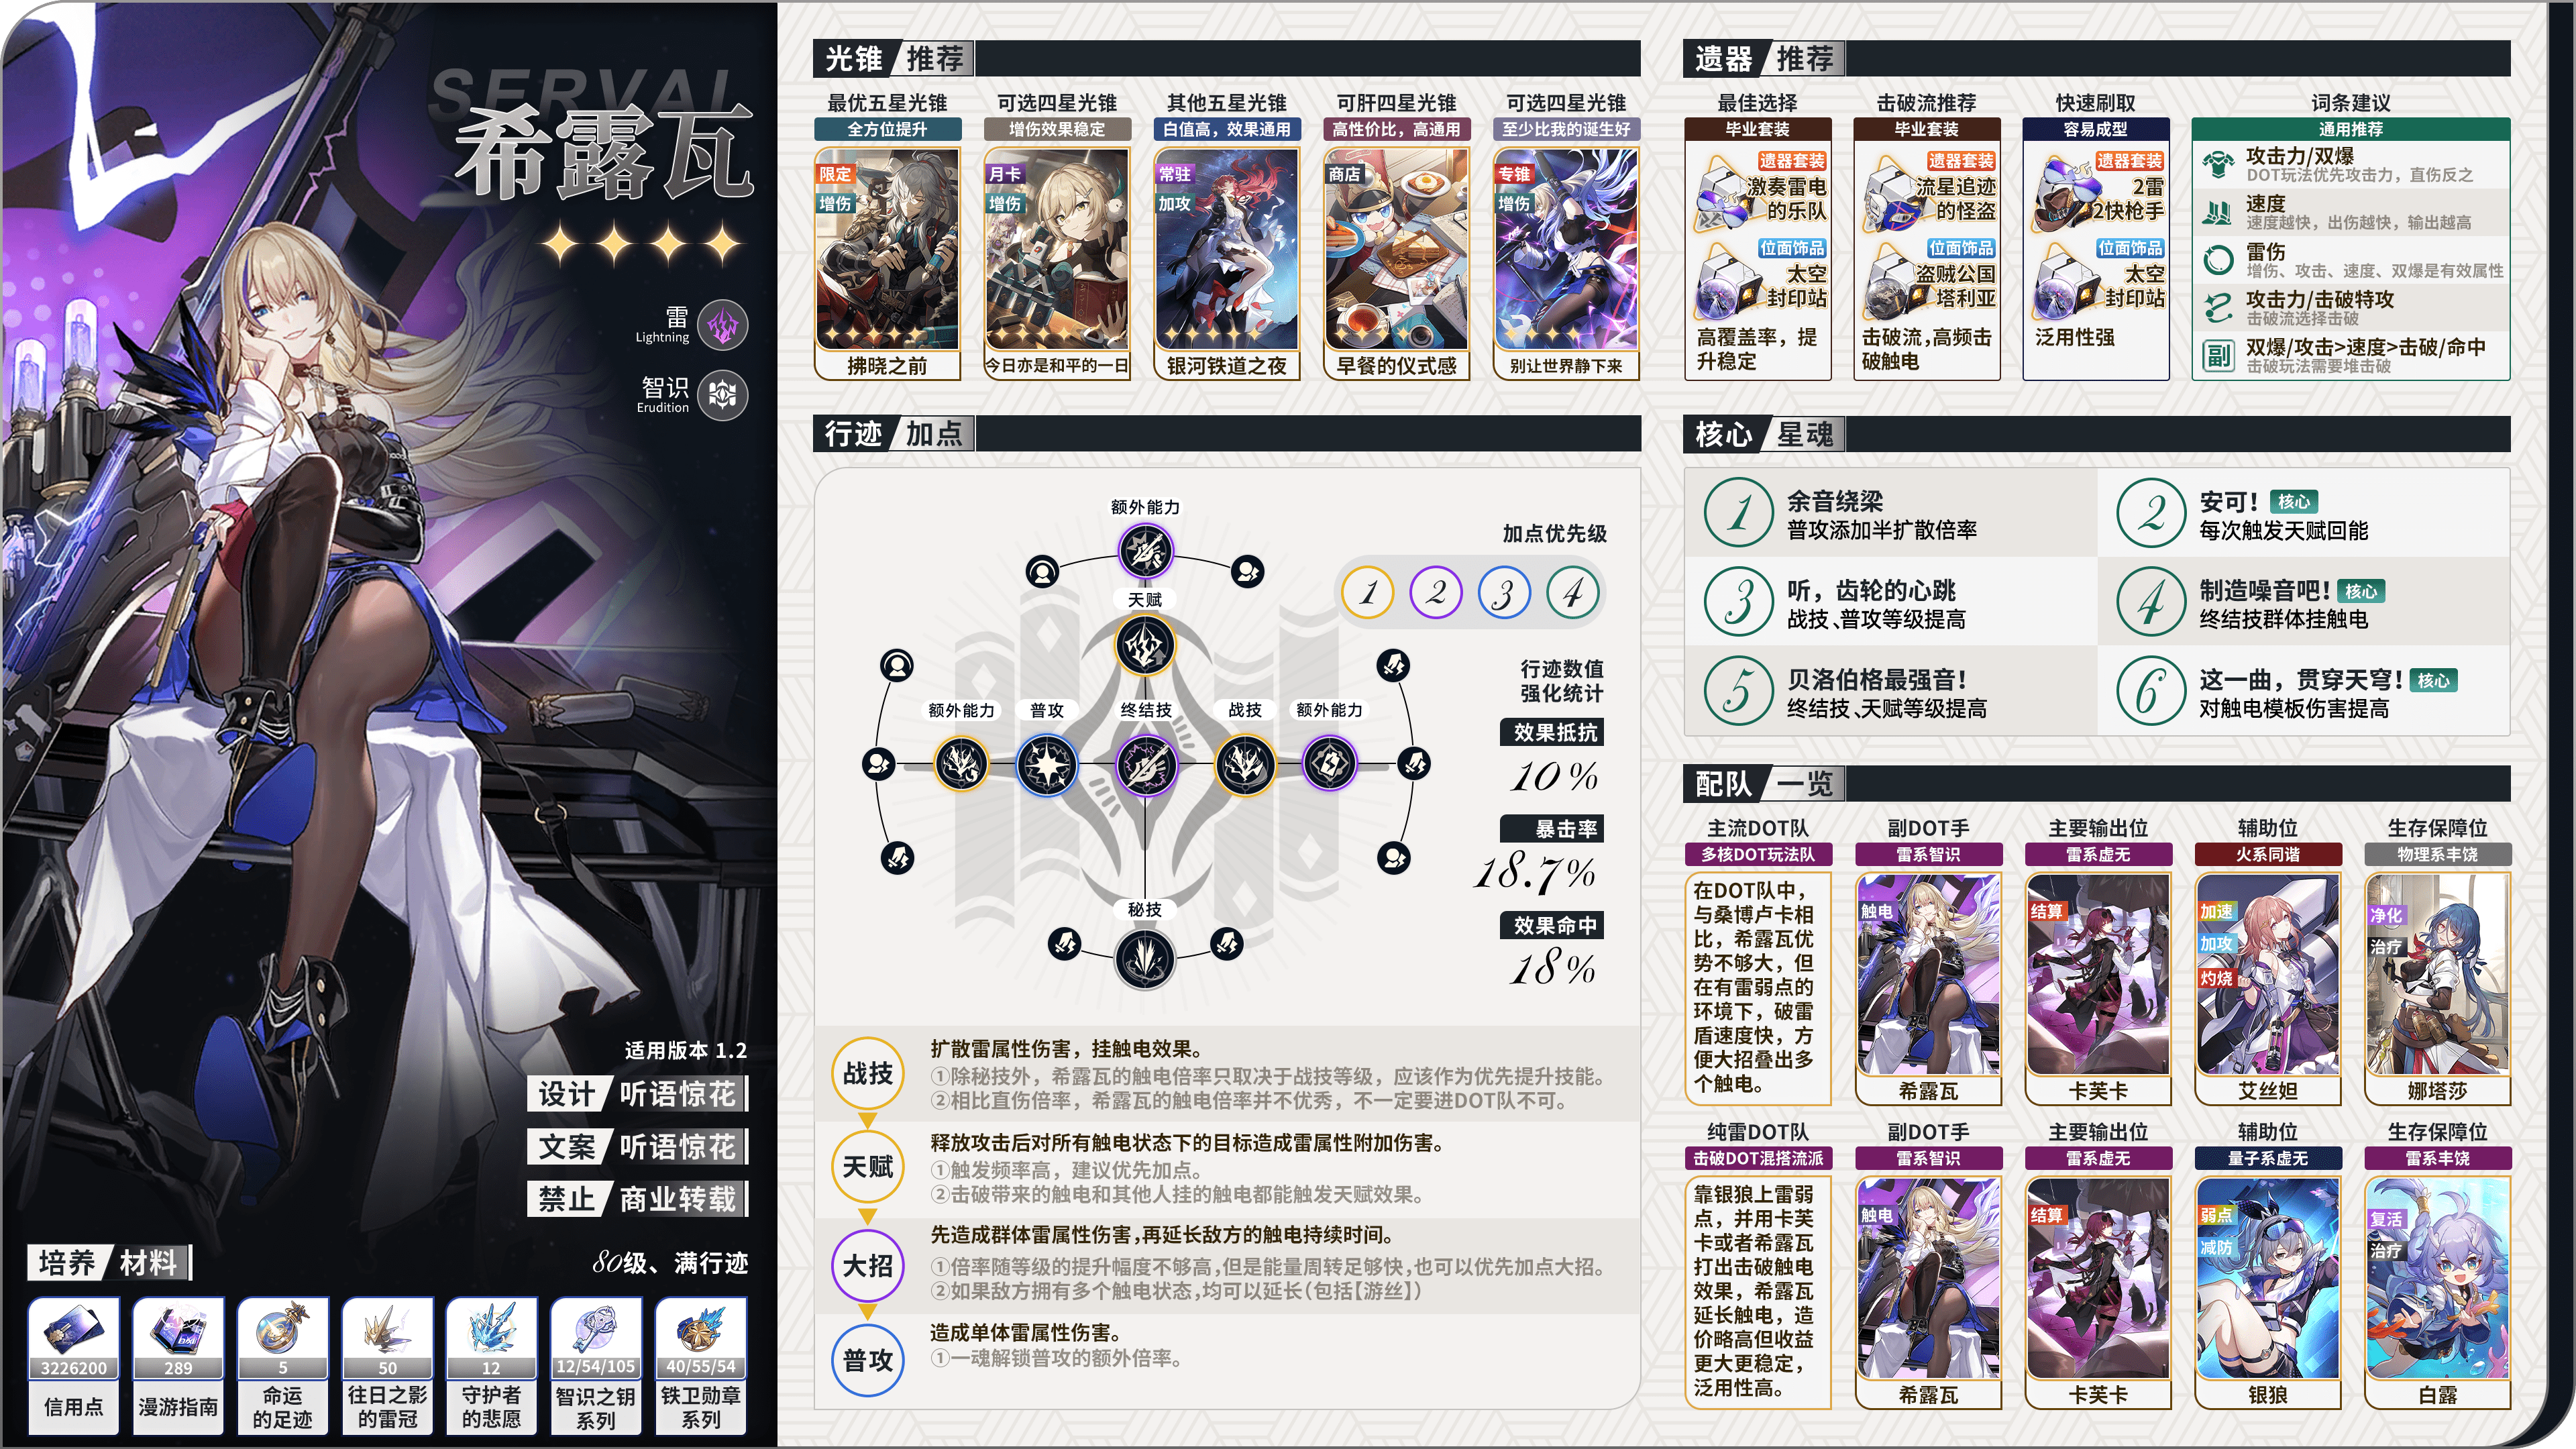 SERVAL
希露瓦
雷
Lightning
智识
Erudition
适用版本 1.2
设计 听语惊花
文案 听语惊花
禁止 商业转载
培养 材料
80级、满行迹
3226200
信用点
289
漫游指南
5
命运
的足迹
50
往日之影
的雷冠
12
守护者
的悲愿
12/54/105
智识之钥
系列
40/55/54
铁卫勋章
系列
光锥 推荐
最优五星光锥
全方位提升
限定
增伤
拂晓之前
可选四星光锥
增伤效果稳定
月卡
增伤
今日亦是和平的一日
其他五星光锥
白值高，效果通用
常驻
加攻
银河铁道之夜
可肝四星光锥
高性价比，高通用
商店
早餐的仪式感
可选四星光锥
至少比我的诞生好
专锥
增伤
别让世界静下来
行迹 加点
额外能力
天赋
额外能力
普攻
终结技
战技
额外能力
秘技
加点优先级
1 2 3 4
行迹数值
强化统计
效果抵抗
10%
暴击率
18.7%
效果命中
18%
战技
扩散雷属性伤害，挂触电效果。
①除秘技外，希露瓦的触电倍率只取决于战技等级，应该作为优先提升技能。
②相比直伤倍率，希露瓦的触电倍率并不优秀，不一定要进DOT队不可。
天赋
释放攻击后对所有触电状态下的目标造成雷属性附加伤害。
①触发频率高，建议优先加点。
②击破带来的触电和其他人挂的触电都能触发天赋效果。
大招
先造成群体雷属性伤害,再延长敌方的触电持续时间。
①倍率随等级的提升幅度不够高,但是能量周转足够快,也可以优先加点大招。
②如果敌方拥有多个触电状态,均可以延长(包括【游丝】)
普攻
造成单体雷属性伤害。
①一魂解锁普攻的额外倍率。
遗器 推荐
最佳选择
毕业套装
遗器套装
激奏雷电
的乐队
位面饰品
太空
封印站
高覆盖率，提
升稳定
击破流推荐
毕业套装
遗器套装
流星追迹
的怪盗
位面饰品
盗贼公国
塔利亚
击破流,高频击
破触电
快速刷取
容易成型
遗器套装
2雷
2快枪手
位面饰品
太空
封印站
泛用性强
词条建议
通用推荐
攻击力/双爆
DOT玩法优先攻击力，直伤反之
速度
速度越快，出伤越快，输出越高
雷伤
增伤、攻击、速度、双爆是有效属性
攻击力/击破特攻
击破流选择击破
副
双爆/攻击>速度>击破/命中
击破玩法需要堆击破
核心 星魂
1
余音绕梁
普攻添加半扩散倍率
2
安可! 核心
每次触发天赋回能
3
听，齿轮的心跳
战技、普攻等级提高
4
制造噪音吧! 核心
终结技群体挂触电
5
贝洛伯格最强音!
终结技、天赋等级提高
6
这一曲，贯穿天穹! 核心
对触电模板伤害提高
配队 一览
主流DOT队
多核DOT玩法队
在DOT队中，
与桑博卢卡相
比，希露瓦优
势不够大，但
在有雷弱点的
环境下，破雷
盾速度快，方
便大招叠出多
个触电。
副DOT手
雷系智识
触电
希露瓦
主要输出位
雷系虚无
结算
卡芙卡
辅助位
火系同谐
加速
加攻
灼烧
艾丝妲
生存保障位
物理系丰饶
净化
治疗
娜塔莎
纯雷DOT队
击破DOT混搭流派
靠银狼上雷弱
点，并用卡芙
卡或者希露瓦
打出击破触电
效果，希露瓦
延长触电，造
价略高但收益
更大更稳定，
泛用性高。
副DOT手
雷系智识
触电
希露瓦
主要输出位
雷系虚无
结算
卡芙卡
辅助位
量子系虚无
弱点
减防
银狼
生存保障位
雷系丰饶
复活
治疗
白露